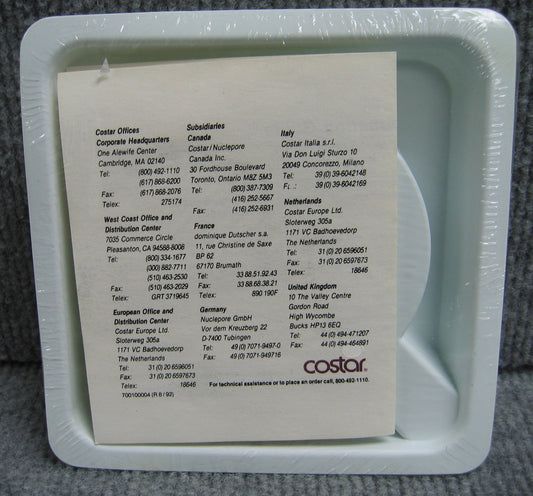 Costar Offices
Corporate Headquarters
One Alewife Center
Cambridge, MA 02140
Tel: (800) 492-1110
(617) 868-6200
Fax: (617) 868-2076
Telex: 275174
West Coast Office and
Distribution Center
7035 Commerce Circle
Pleasanton, CA 94588-8008
Tel: (800) 334-1677
(000) 882-7711
(510) 463-2530
Fax: (510) 463-2029
Telex: GRT 3719645
European Office and
Distribution Center
Costar Europe Ltd.
Sloterweg 305a
1171 VC Badhoevedorp
The Netherlands
Tel: 31 (0) 20 6596051
Fax: 31 (0) 20 6597673
Telex: 18646
700100004 (R 8 / 92)
Subsidiaries
Canada
Costar / Nuclepore
Canada Inc.
30 Fordhouse Boulevard
Toronto, Ontario M8Z 5M3
Tel: (800) 387-7309
(416) 252-5667
Fax: (416) 252-6931
France
dominique Dutscher s.a.
11, rue Christine de Saxe
BP 62
67170 Brumath
Tel: 33 88.51.92.43
Fax: 33 88.68.38.21
Telex: 890 190F
Germany
Nuclepore GmbH
Vor dem Kreuzberg 22
D-7400 Tubingen
Tel: 49 (0) 7071-9497-0
Fax: 49 (0) 7071-949716
Italy
Costar Italia s.r.l.
Via Don Luigi Sturzo 10
20049 Concorezzo, Milano
Tel: 39 (0) 39-6042148
39 (0) 39-6042169
Netherlands
Costar Europe Ltd.
Sloterweg 305a
1171 VC Badhoevedorp
The Netherlands
Tel: 31 (0) 20 6596051
Fax: 31 (0) 20 6597673
Telex: 18646
United Kingdom
10 The Valley Centre
Gordon Road
High Wycombe
Bucks HP13 6EQ
Tel: 44 (0) 494-471207
Fax: 44 (0) 494-464891
costar
For technical assistance or to place an order call, 800-492-1110.